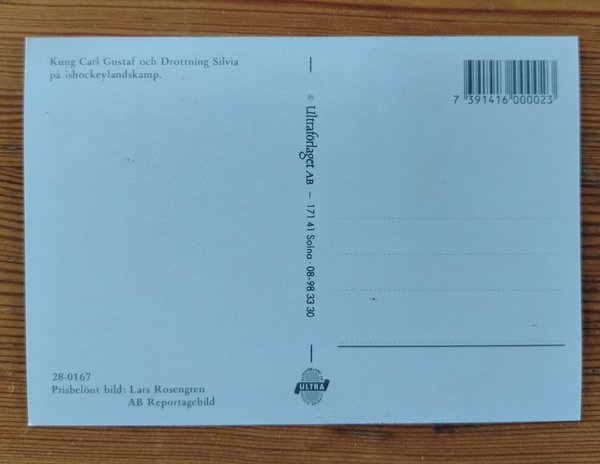 Kung Carl Gustaf och Drottning Silvia
på ishockeylandskamp.
© Ultraförlaget AB – 171 41 Solna · 08-98 33 30
7 391416 000023
28-0167
Prisbelönt bild: Lars Rosengren
AB Reportagebild
ULTRA